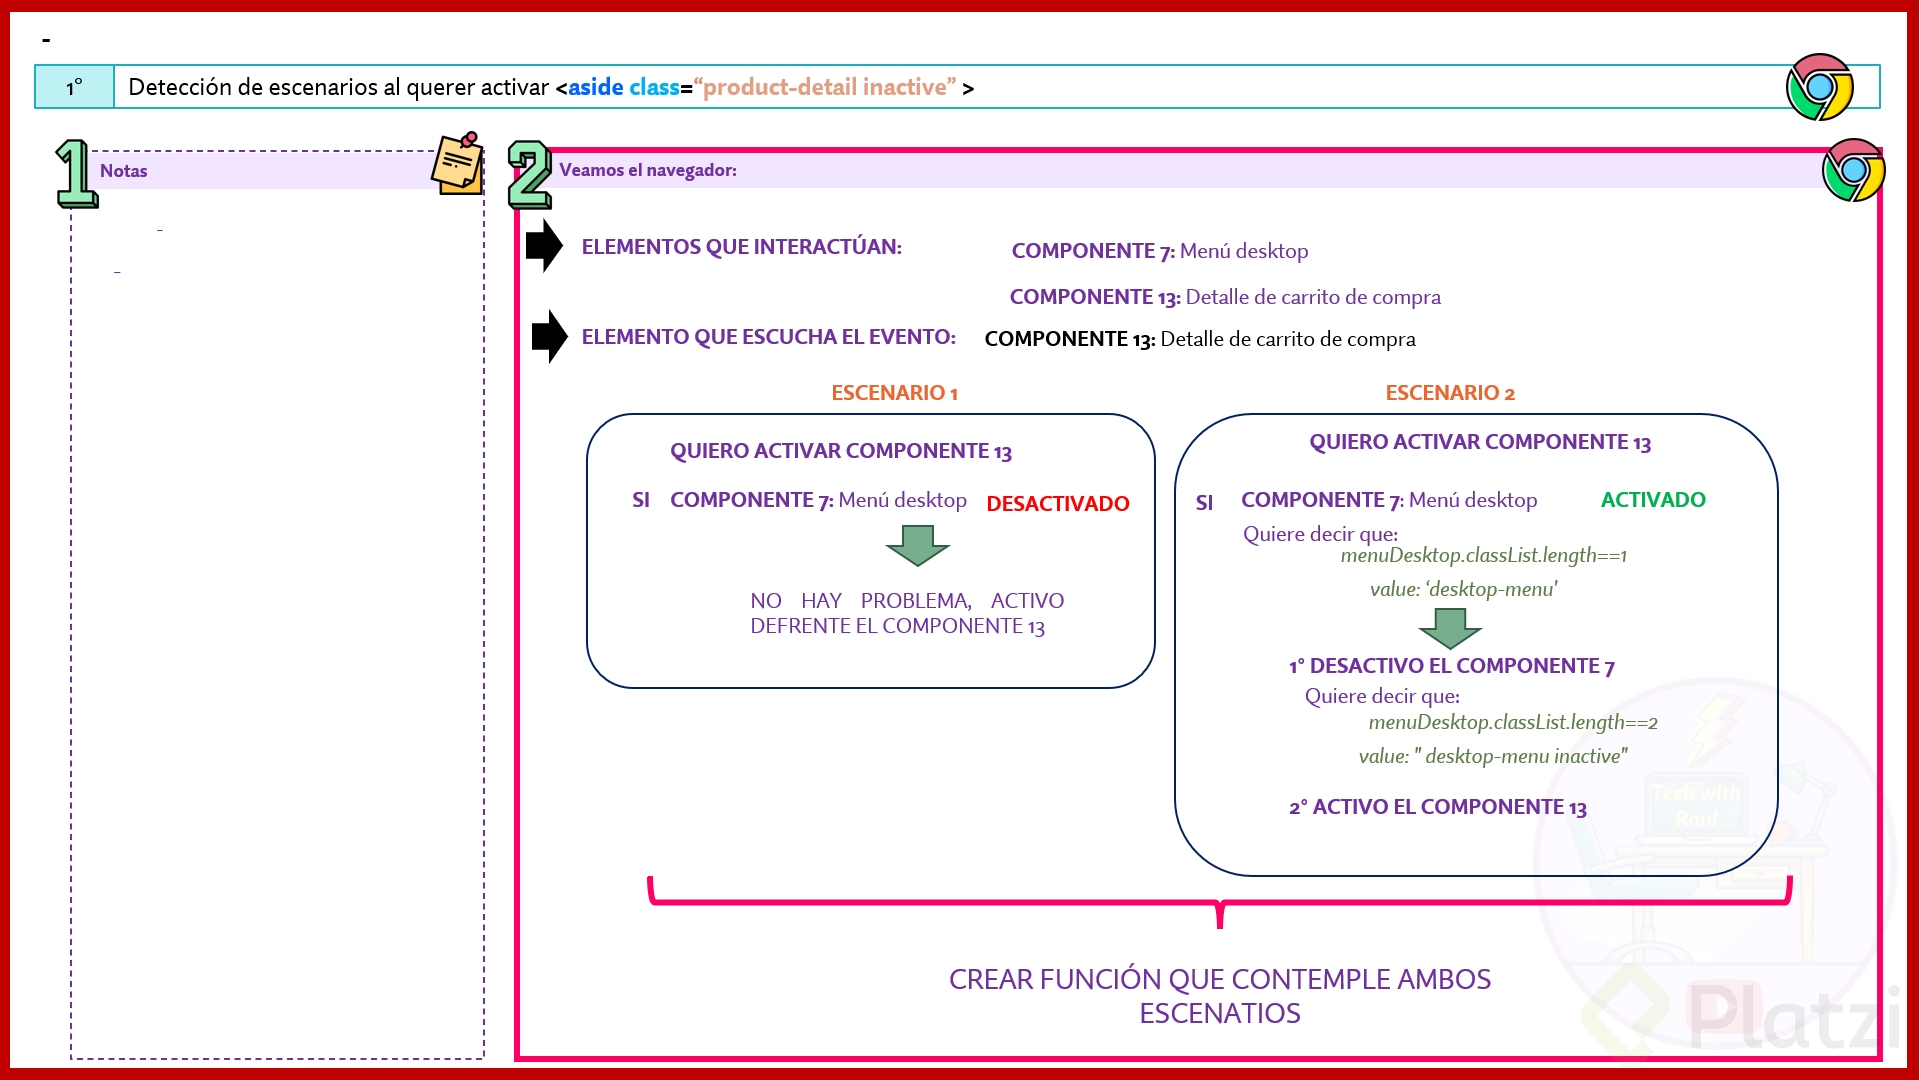 -
1° Detección de escenarios al querer activar <aside class=“product-detail inactive” >
1 Notas
-
-
2 Veamos el navegador:
ELEMENTOS QUE INTERACTÚAN: COMPONENTE 7: Menú desktop
COMPONENTE 13: Detalle de carrito de compra
ELEMENTO QUE ESCUCHA EL EVENTO: COMPONENTE 13: Detalle de carrito de compra
ESCENARIO 1
QUIERO ACTIVAR COMPONENTE 13
SI COMPONENTE 7: Menú desktop DESACTIVADO
NO HAY PROBLEMA, ACTIVO
DEFRENTE EL COMPONENTE 13
ESCENARIO 2
QUIERO ACTIVAR COMPONENTE 13
SI COMPONENTE 7: Menú desktop ACTIVADO
Quiere decir que:
menuDesktop.classList.length==1
value: ‘desktop-menu'
1° DESACTIVO EL COMPONENTE 7
Quiere decir que:
menuDesktop.classList.length==2
value: " desktop-menu inactive"
2° ACTIVO EL COMPONENTE 13
CREAR FUNCIÓN QUE CONTEMPLE AMBOS
ESCENATIOS
Tech with
Raul
Platzi